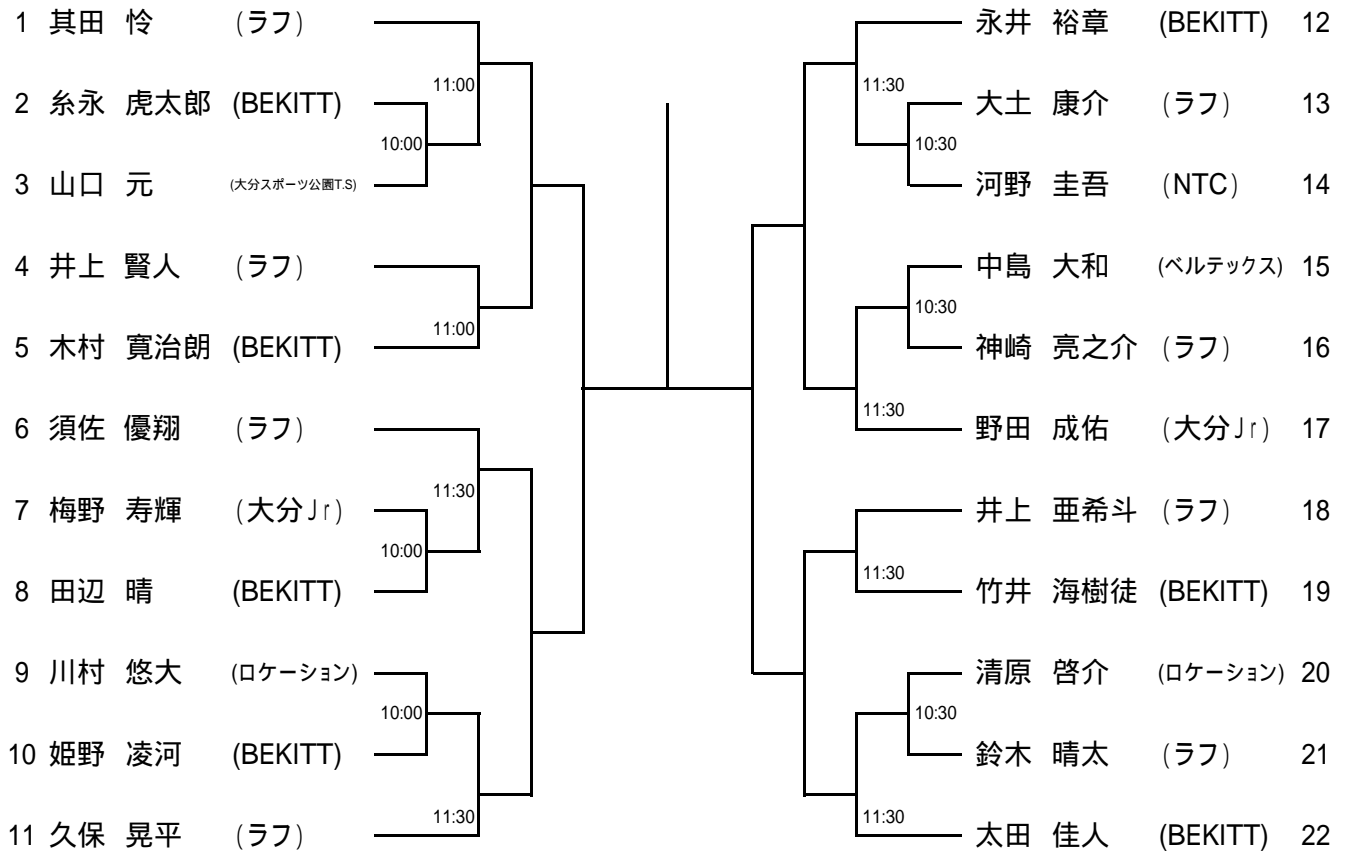 1 其田 怜 (ラフ)
11:00
2 糸永 虎太郎 (BEKITT)
10:00
3 山口 元 (大分スポーツ公園T.S)
4 井上 賢人 (ラフ)
11:00
5 木村 寛治朗 (BEKITT)
6 須佐 優翔 (ラフ)
11:30
7 梅野 寿輝 (大分Jr)
10:00
8 田辺 晴 (BEKITT)
9 川村 悠大 (ロケーション)
10:00
10 姫野 凌河 (BEKITT)
11:30
11 久保 晃平 (ラフ)
永井 裕章 (BEKITT) 12
11:30
大土 康介 (ラフ) 13
10:30
河野 圭吾 (NTC) 14
中島 大和 (ベルテックス) 15
10:30
神崎 亮之介 (ラフ) 16
11:30
野田 成佑 (大分Jr) 17
井上 亜希斗 (ラフ) 18
11:30
竹井 海樹徒 (BEKITT) 19
清原 啓介 (ロケーション) 20
10:30
鈴木 晴太 (ラフ) 21
11:30
太田 佳人 (BEKITT) 22